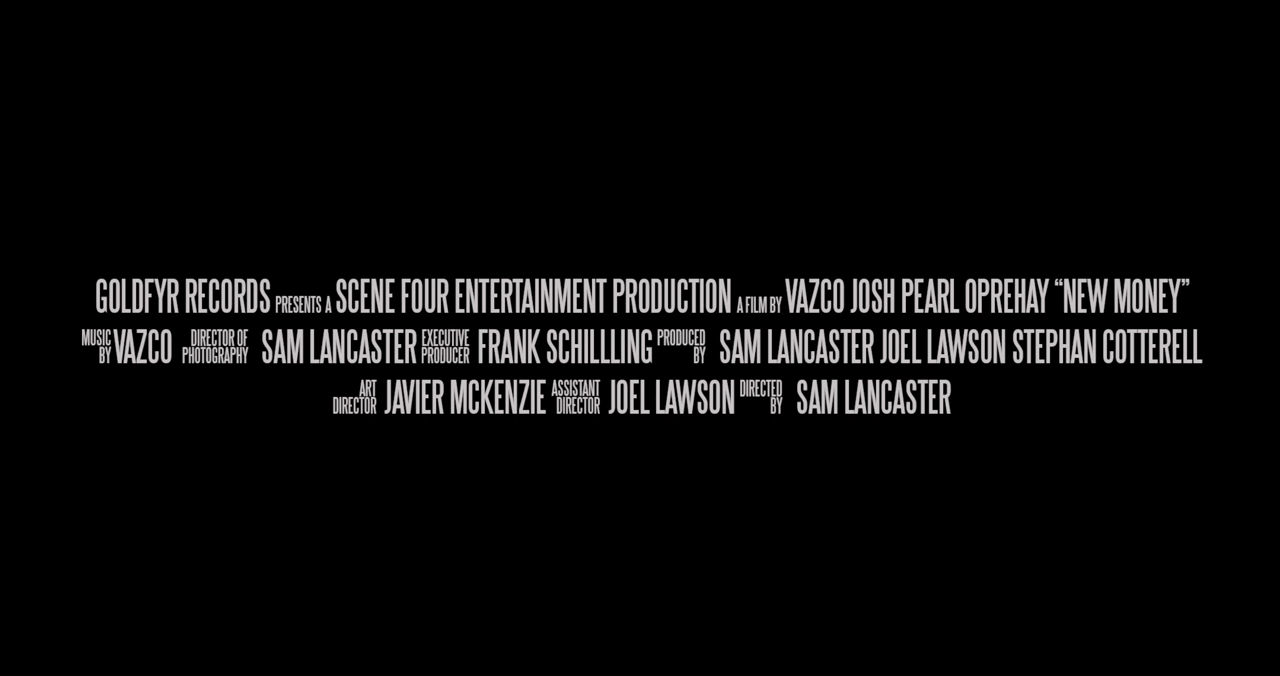 GOLDFYR RECORDS PRESENTS A SCENE FOUR ENTERTAINMENT PRODUCTION A FILM BY VAZCO JOSH PEARL OPREHAY “NEW MONEY”
MUSIC BY VAZCO DIRECTOR OF PHOTOGRAPHY SAM LANCASTER EXECUTIVE PRODUCER FRANK SCHILLLING PRODUCED BY SAM LANCASTER JOEL LAWSON STEPHAN COTTERELL
ART DIRECTOR JAVIER MCKENZIE ASSISTANT DIRECTOR JOEL LAWSON DIRECTED BY SAM LANCASTER